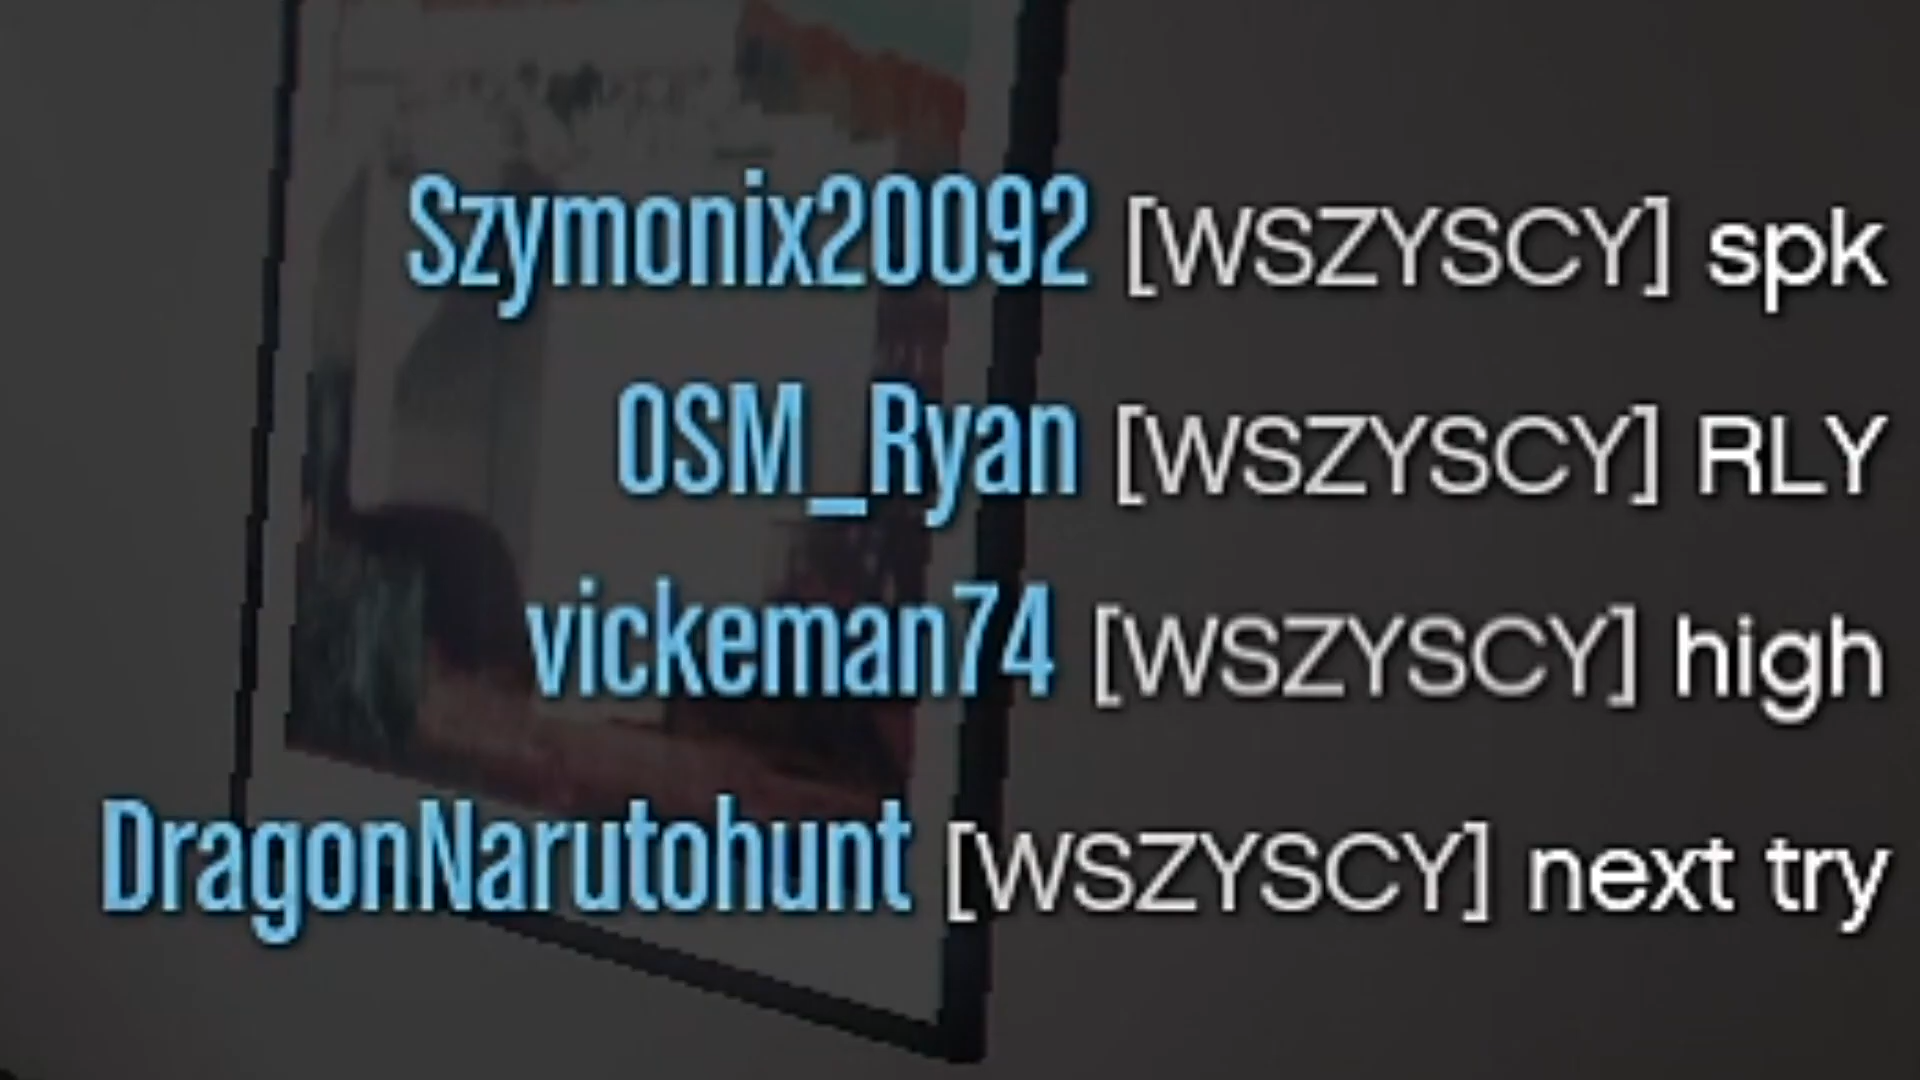 Szymonix20092 [WSZYSCY] spk
OSM_Ryan [WSZYSCY] RLY
vickeman74 [WSZYSCY] high
DragonNarutohunt [WSZYSCY] next try